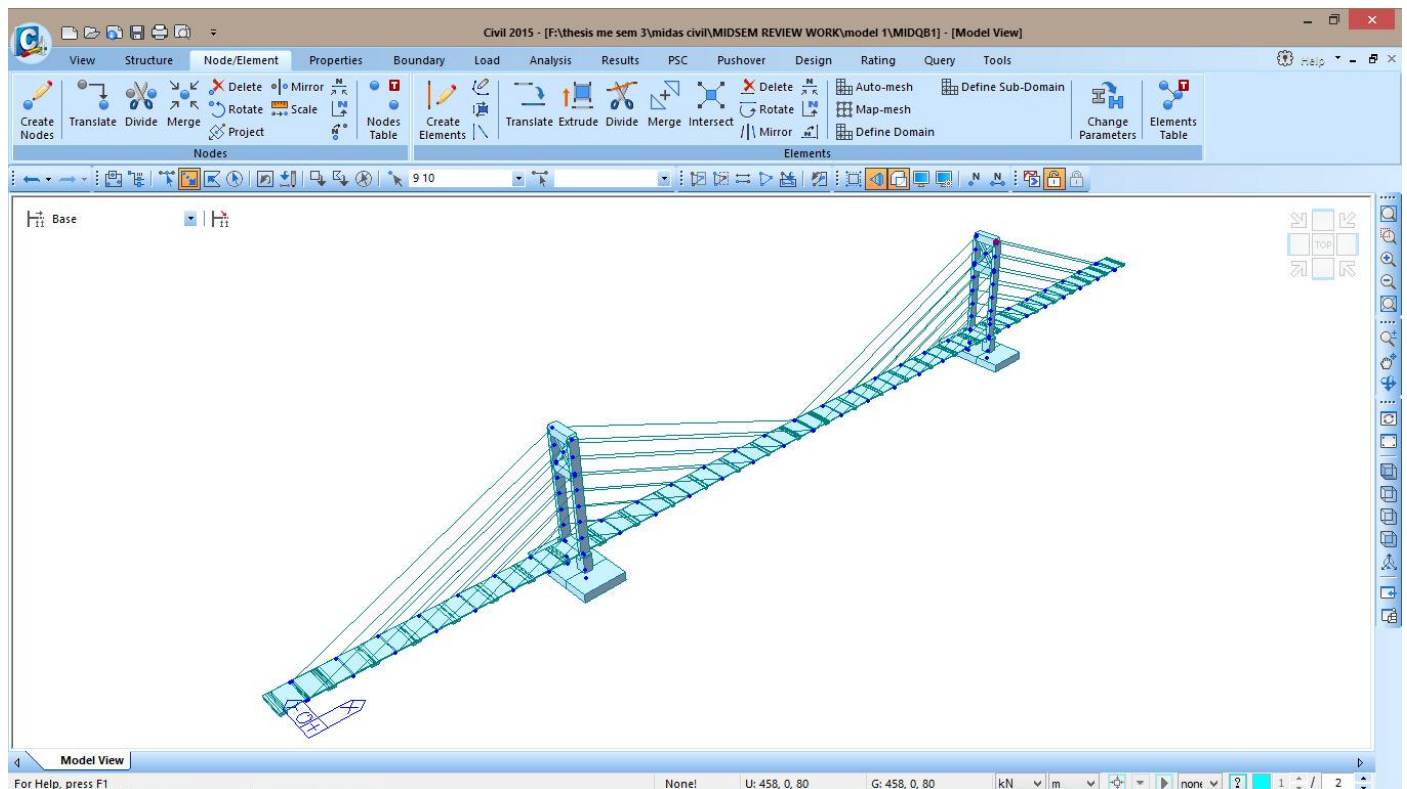 Civil 2015 - [F:\thesis me sem 3\midas civil\MIDSEM REVIEW WORK\model 1\MIDQB1] - [Model View]
View Structure Node/Element Properties Boundary Load Analysis Results PSC Pushover Design Rating Query Tools Help
Create Nodes
Translate
Divide
Merge
Delete
Rotate
Project
Mirror
Scale
Nodes Table
Create Elements
Translate
Extrude
Divide
Merge
Intersect
Delete
Rotate
Mirror
Auto-mesh
Map-mesh
Define Domain
Define Sub-Domain
Change Parameters
Elements Table
Nodes
Elements
9 10
Base
TOP
Model View
For Help, press F1 None! U: 458, 0, 80 G: 458, 0, 80 kN m none ? 1 / 2